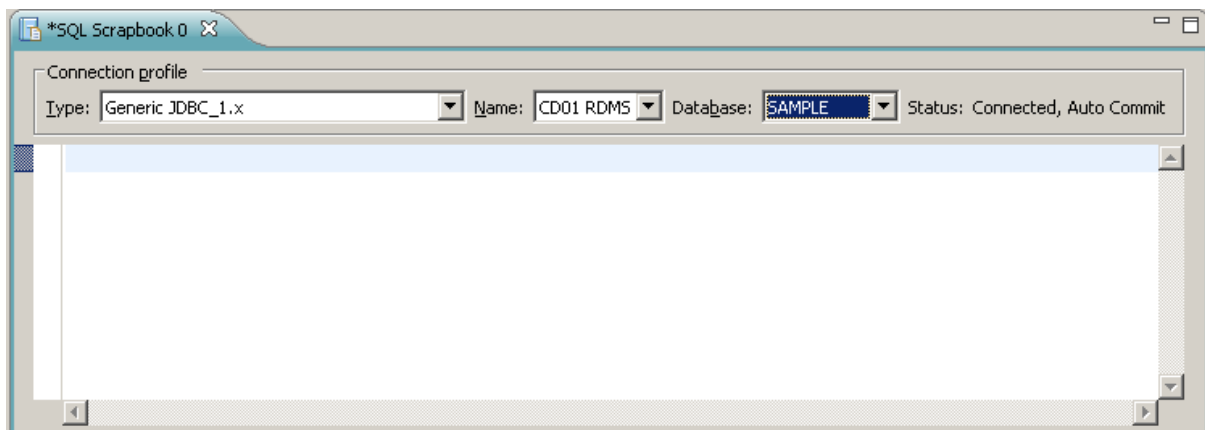 *SQL Scrapbook 0
Connection profile
Type: Generic JDBC_1.x Name: CD01 RDMS Database: SAMPLE Status: Connected, Auto Commit